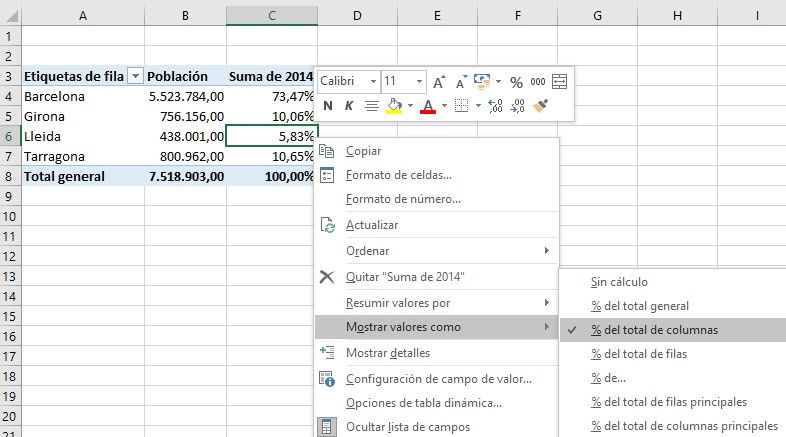 A B C D E F G H I
1
2
3 Etiquetas de fila Población Suma de 2014
4 Barcelona 5.523.784,00 73,47%
5 Girona 756.156,00 10,06%
6 Lleida 438.001,00 5,83%
7 Tarragona 800.962,00 10,65%
8 Total general 7.518.903,00 100,00%
9
10
11
12
13
14
15
16
17
18
19
20
21
Calibri 11 A A % 000
N K A ,00 ,00
Copiar
Formato de celdas...
Formato de número...
Actualizar
Ordenar
Quitar "Suma de 2014"
Resumir valores por
Mostrar valores como
Mostrar detalles
Configuración de campo de valor...
Opciones de tabla dinámica...
Ocultar lista de campos
Sin cálculo
% del total general
% del total de columnas
% del total de filas
% de...
% del total de filas principales
% del total de columnas principales